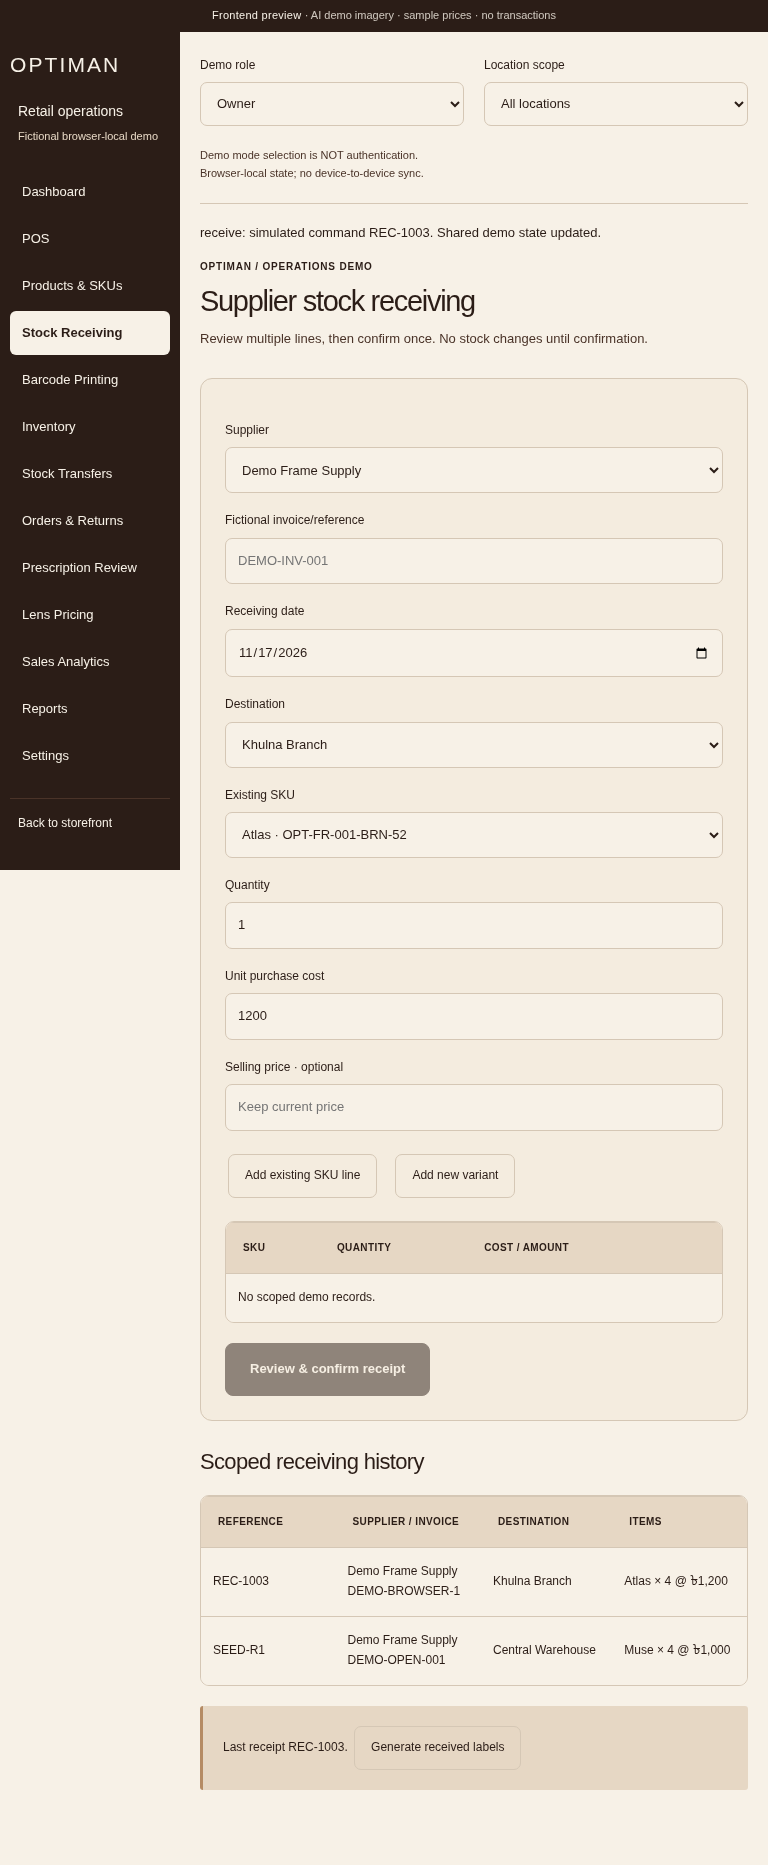 Frontend preview · AI demo imagery · sample prices · no transactions
OPTIMAN
Retail operations
Fictional browser-local demo
Dashboard
POS
Products & SKUs
Stock Receiving
Barcode Printing
Inventory
Stock Transfers
Orders & Returns
Prescription Review
Lens Pricing
Sales Analytics
Reports
Settings
Back to storefront
Demo role
Location scope
Owner
All locations
Demo mode selection is NOT authentication.
Browser-local state; no device-to-device sync.
receive: simulated command REC-1003. Shared demo state updated.
OPTIMAN / OPERATIONS DEMO
Supplier stock receiving
Review multiple lines, then confirm once. No stock changes until confirmation.
Supplier
Demo Frame Supply
Fictional invoice/reference
DEMO-INV-001
Receiving date
11/17/2026
Destination
Khulna Branch
Existing SKU
Atlas · OPT-FR-001-BRN-52
Quantity
1
Unit purchase cost
1200
Selling price · optional
Keep current price
Add existing SKU line
Add new variant
SKU QUANTITY COST / AMOUNT
No scoped demo records.
Review & confirm receipt
Scoped receiving history
REFERENCE SUPPLIER / INVOICE DESTINATION ITEMS
REC-1003 Demo Frame Supply DEMO-BROWSER-1 Khulna Branch Atlas × 4 @ ৳1,200
SEED-R1 Demo Frame Supply DEMO-OPEN-001 Central Warehouse Muse × 4 @ ৳1,000
Last receipt REC-1003. Generate received labels